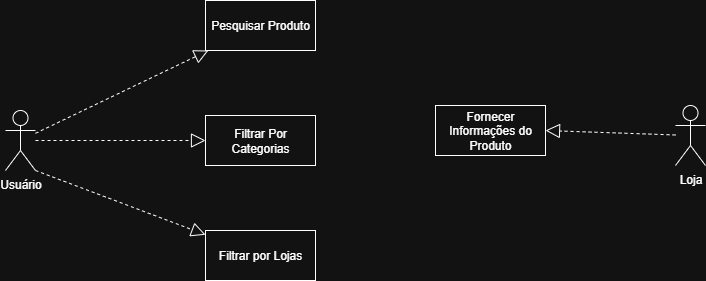 Pesquisar Produto
Filtrar Por
Categorias
Fornecer
Informações do
Produto
Usuário
Loja
Filtrar por Lojas